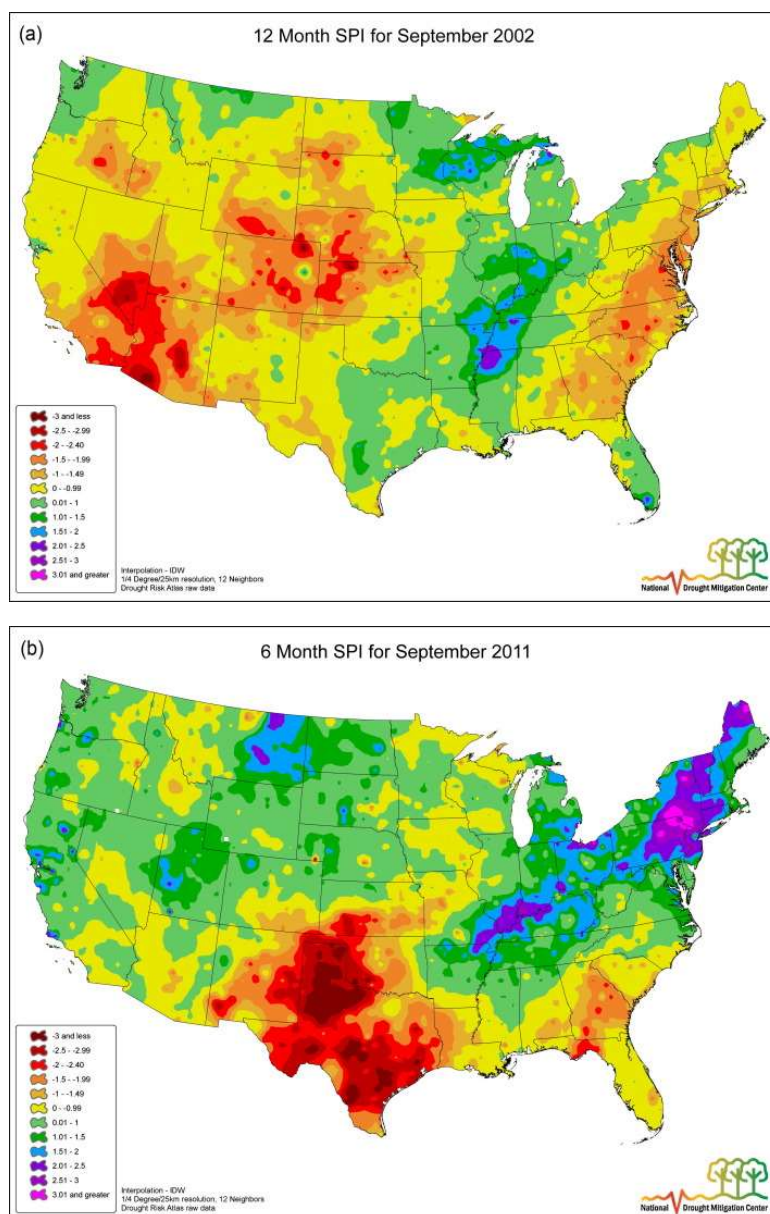 (a)
12 Month SPI for September 2002
-3 and less
-2.5 - -2.99
-2 - -2.40
-1.5 - -1.99
-1 - -1.49
0 - -0.99
0.01 - 1
1.01 - 1.5
1.51 - 2
2.01 - 2.5
2.51 - 3
3.01 and greater
Interpolation - IDW
1/4 Degree/25km resolution, 12 Neighbors
Drought Risk Atlas raw data
National Drought Mitigation Center
(b)
6 Month SPI for September 2011
-3 and less
-2.5 - -2.99
-2 - -2.40
-1.5 - -1.99
-1 - -1.49
0 - -0.99
0.01 - 1
1.01 - 1.5
1.51 - 2
2.01 - 2.5
2.51 - 3
3.01 and greater
Interpolation - IDW
1/4 Degree/25km resolution, 12 Neighbors
Drought Risk Atlas raw data
National Drought Mitigation Center